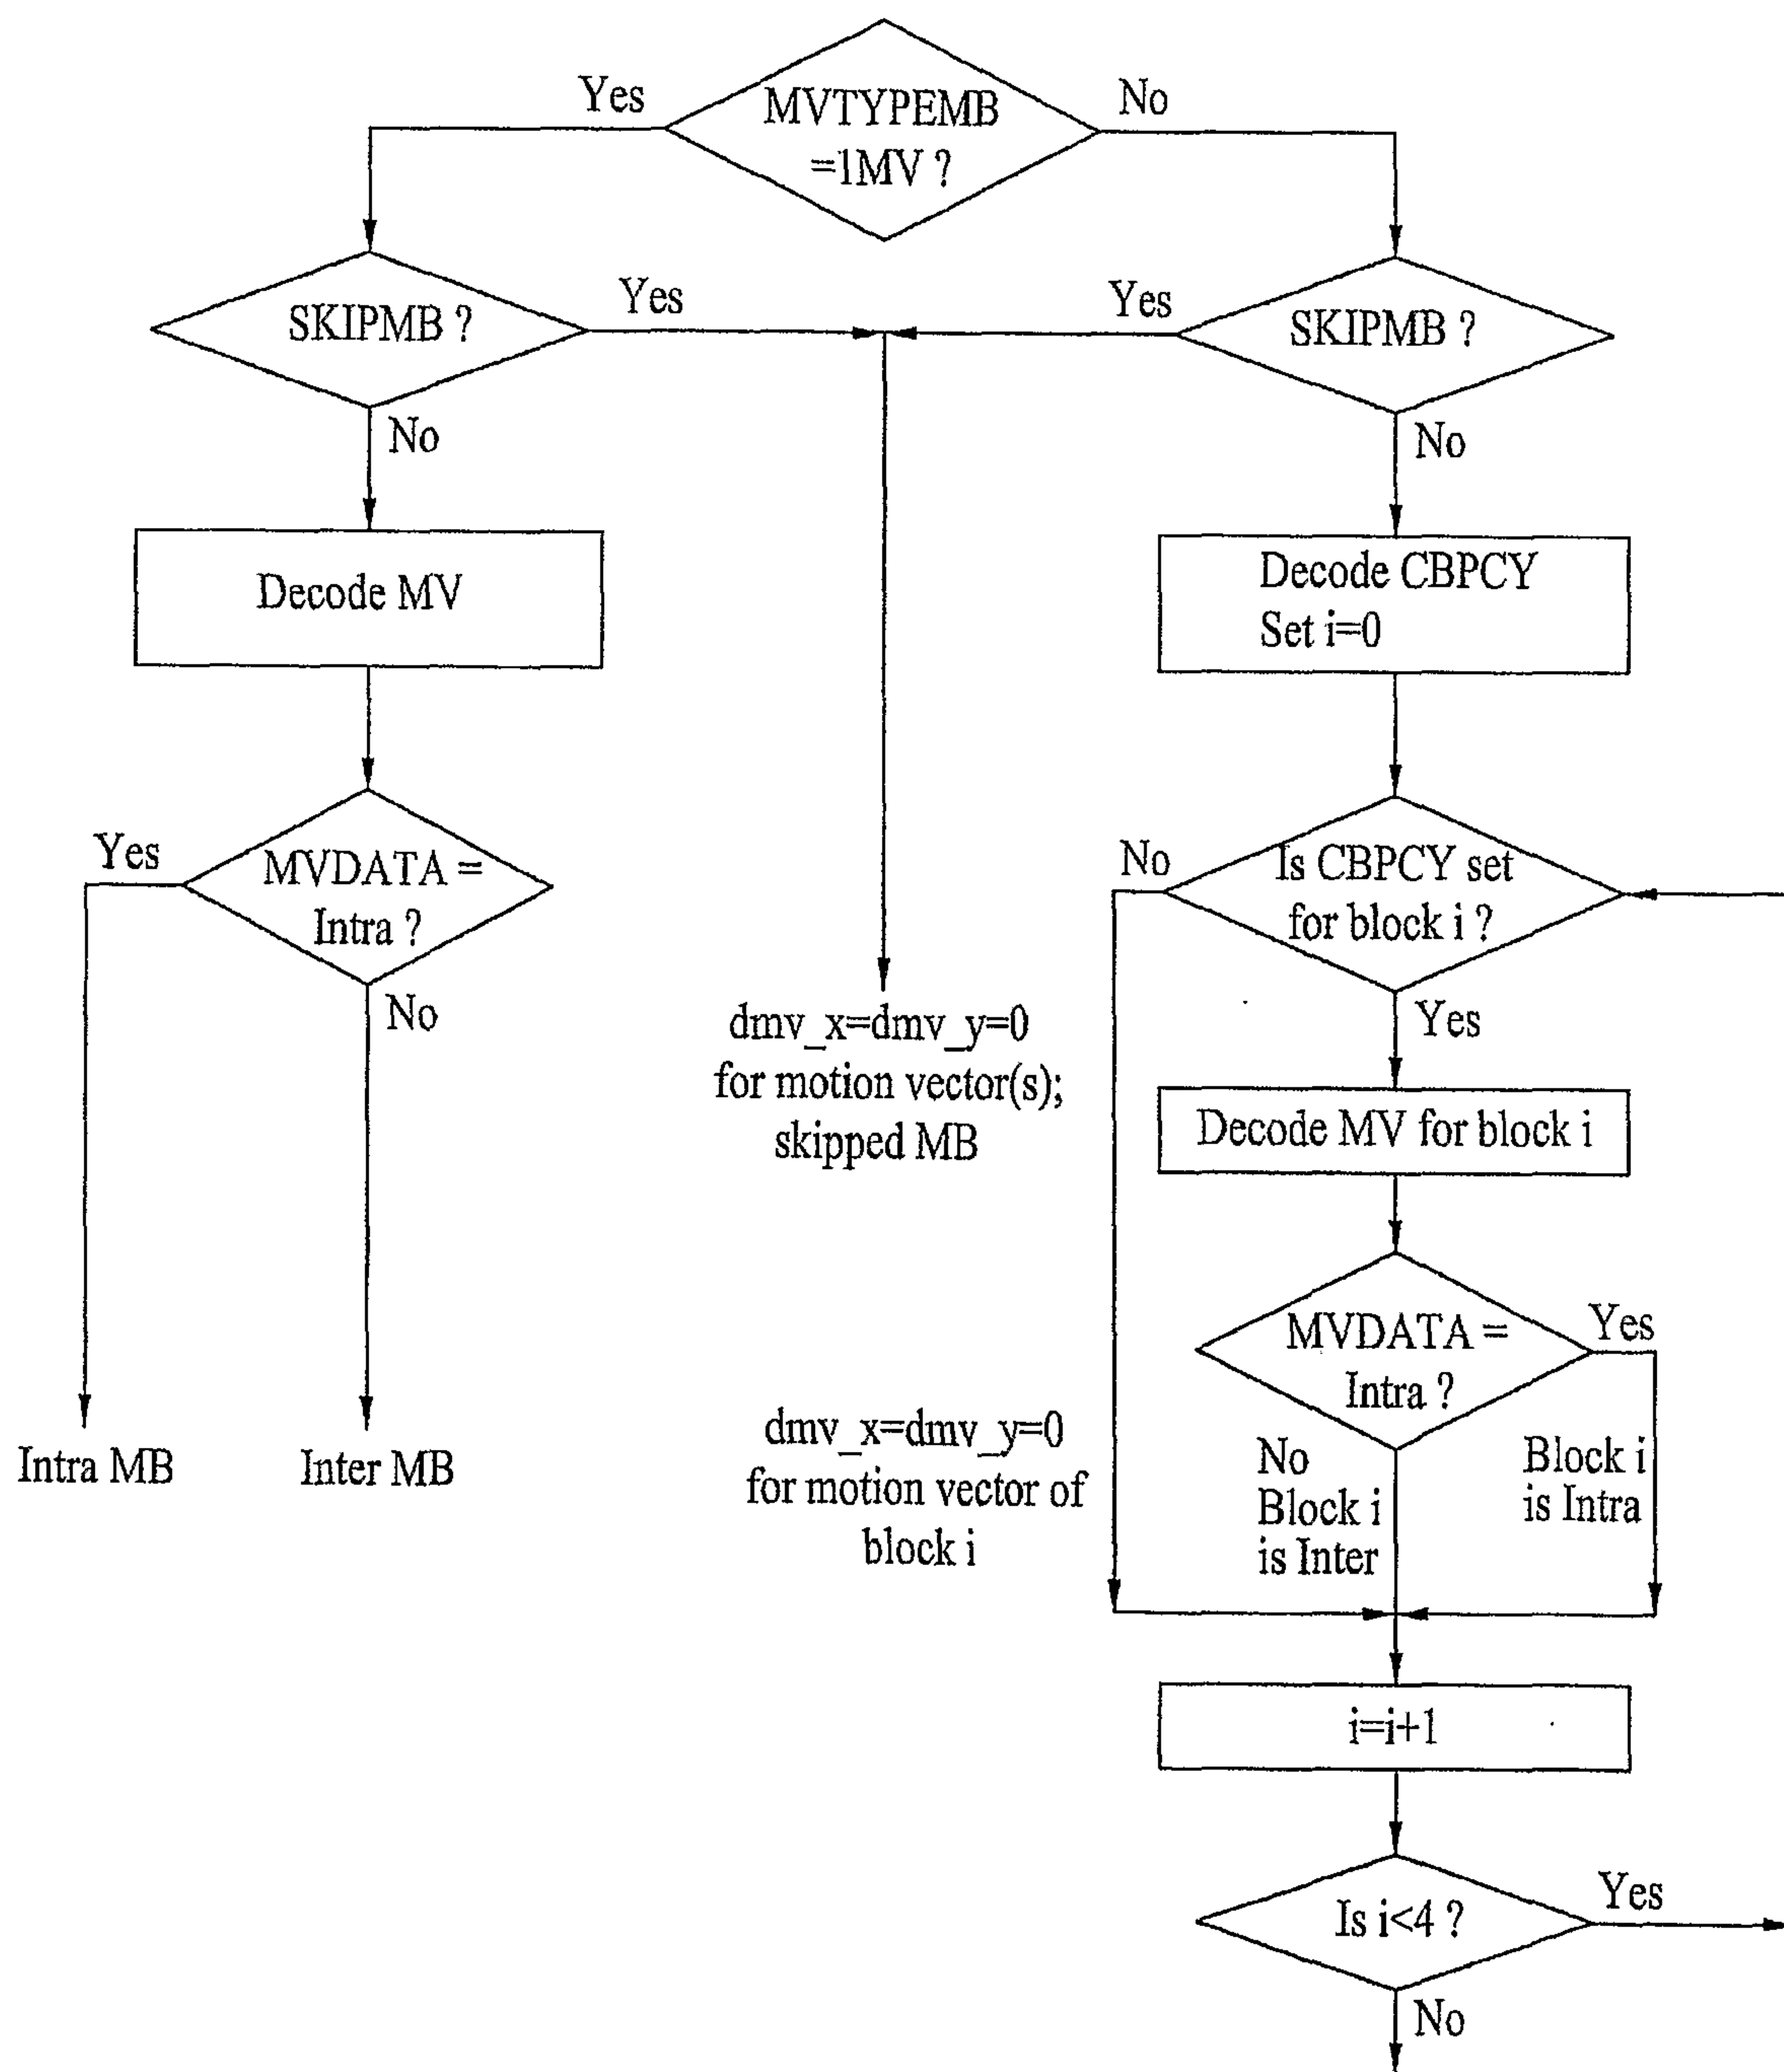 Yes
MVTYPEMB
=1MV ?
No
SKIPMB ?
Yes
Yes
SKIPMB ?
No
No
Decode MV
Decode CBPCY
Set i=0
Yes
MVDATA =
Intra ?
No
No
Is CBPCY set
for block i ?
Yes
dmv_x=dmv_y=0
for motion vector(s);
skipped MB
Decode MV for block i
MVDATA =
Intra ?
Yes
Intra MB
Inter MB
dmv_x=dmv_y=0
for motion vector of
block i
No
Block i
is Inter
Block i
is Intra
i=i+1
Is i<4 ?
Yes
No